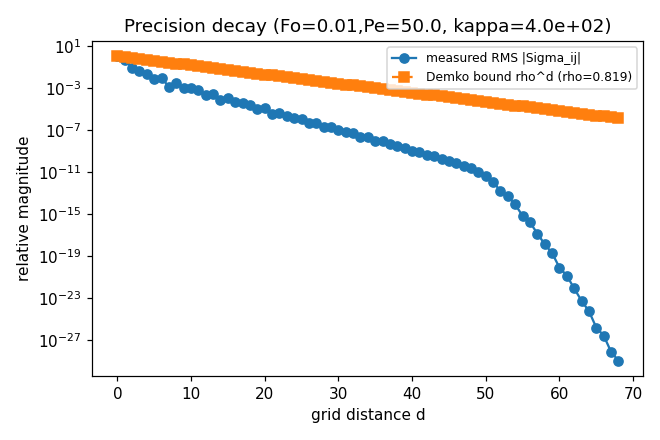 Precision decay (Fo=0.01,Pe=50.0, kappa=4.0e+02)
measured RMS |Sigma_ij|
Demko bound rho^d (rho=0.819)
relative magnitude
10¹
10⁻³
10⁻⁷
10⁻¹¹
10⁻¹⁵
10⁻¹⁹
10⁻²³
10⁻²⁷
0 10 20 30 40 50 60 70
grid distance d